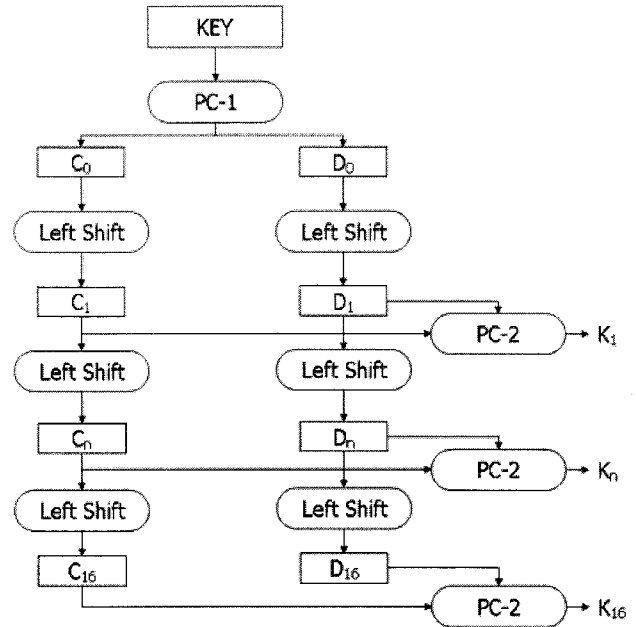 KEY
PC-1
C₀ D₀
Left Shift Left Shift
C₁ D₁
PC-2 K₁
Left Shift Left Shift
Cₙ Dₙ
PC-2 Kₙ
Left Shift Left Shift
C₁₆ D₁₆
PC-2 K₁₆